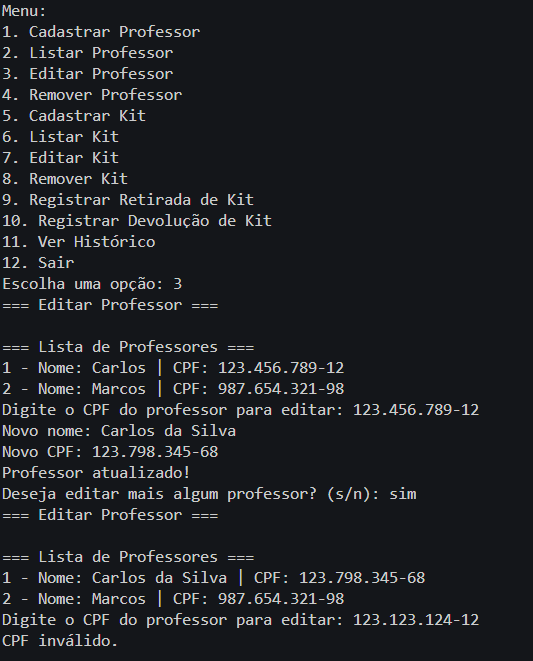 Menu:
1. Cadastrar Professor
2. Listar Professor
3. Editar Professor
4. Remover Professor
5. Cadastrar Kit
6. Listar Kit
7. Editar Kit
8. Remover Kit
9. Registrar Retirada de Kit
10. Registrar Devolução de Kit
11. Ver Histórico
12. Sair
Escolha uma opção: 3
=== Editar Professor ===

=== Lista de Professores ===
1 - Nome: Carlos | CPF: 123.456.789-12
2 - Nome: Marcos | CPF: 987.654.321-98
Digite o CPF do professor para editar: 123.456.789-12
Novo nome: Carlos da Silva
Novo CPF: 123.798.345-68
Professor atualizado!
Deseja editar mais algum professor? (s/n): sim
=== Editar Professor ===

=== Lista de Professores ===
1 - Nome: Carlos da Silva | CPF: 123.798.345-68
2 - Nome: Marcos | CPF: 987.654.321-98
Digite o CPF do professor para editar: 123.123.124-12
CPF inválido.